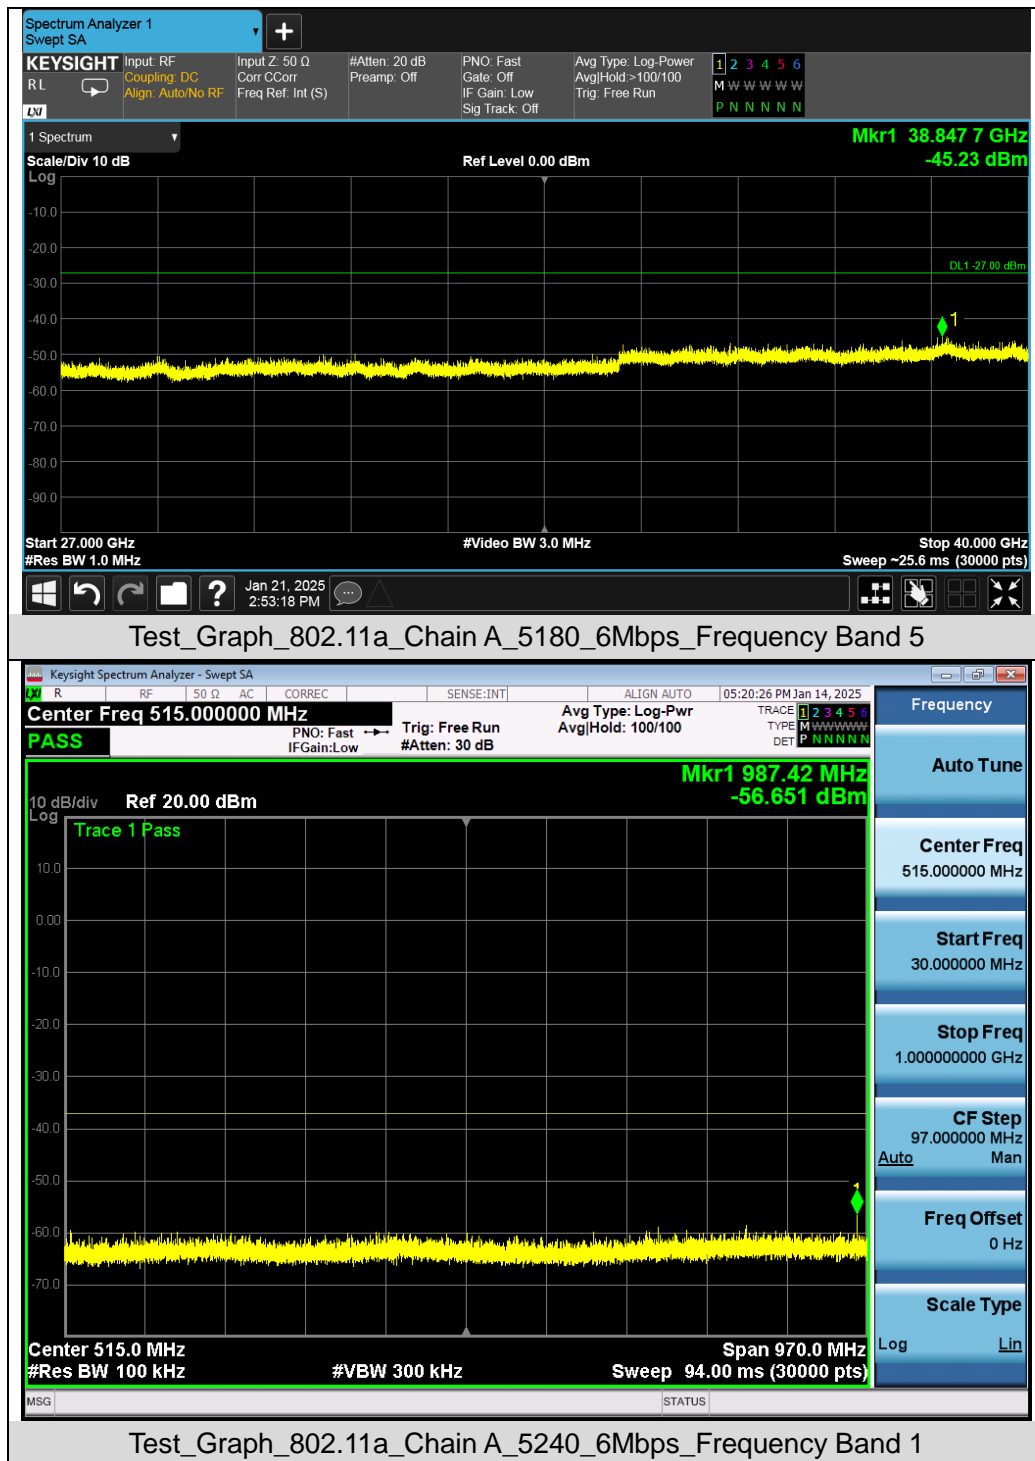 Spectrum Analyzer 1
Swept SA
KEYSIGHT
R L
LXI
Input: RF
Coupling: DC
Align: Auto/No RF
Input Z: 50 Ω
Corr CCorr
Freq Ref: Int (S)
#Atten: 20 dB
Preamp: Off
PNO: Fast
Gate: Off
IF Gain: Low
Sig Track: Off
Avg Type: Log-Power
Avg|Hold:>100/100
Trig: Free Run
1 2 3 4 5 6
M W W W W W
P N N N N N
1 Spectrum
Mkr1 38.847 7 GHz
Scale/Div 10 dB
Ref Level 0.00 dBm
-45.23 dBm
Log
-10.0
-20.0
DL1 -27.00 dBm
-30.0
-40.0
1
-50.0
-60.0
-70.0
-80.0
-90.0
Start 27.000 GHz
#Video BW 3.0 MHz
Stop 40.000 GHz
#Res BW 1.0 MHz
Sweep ~25.6 ms (30000 pts)
?
Jan 21, 2025
2:53:18 PM
Test_Graph_802.11a_Chain A_5180_6Mbps_Frequency Band 5
Keysight Spectrum Analyzer - Swept SA
LXI R RF 50 Ω AC CORREC SENSE:INT ALIGN AUTO 05:20:26 PM Jan 14, 2025
Center Freq 515.000000 MHz
PASS
PNO: Fast
IFGain:Low
Trig: Free Run
#Atten: 30 dB
Avg Type: Log-Pwr
Avg|Hold: 100/100
TRACE 1 2 3 4 5 6
TYPE M W W W W W
DET P N N N N N
Frequency
Mkr1 987.42 MHz
-56.651 dBm
10 dB/div Ref 20.00 dBm
Log
Trace 1 Pass
10.0
0.00
-10.0
-20.0
-30.0
-40.0
-50.0
1
-60.0
-70.0
Center 515.0 MHz
Span 970.0 MHz
#Res BW 100 kHz
#VBW 300 kHz
Sweep 94.00 ms (30000 pts)
MSG
STATUS
Auto Tune
Center Freq
515.000000 MHz
Start Freq
30.000000 MHz
Stop Freq
1.000000000 GHz
CF Step
97.000000 MHz
Auto Man
Freq Offset
0 Hz
Scale Type
Log Lin
Test_Graph_802.11a_Chain A_5240_6Mbps_Frequency Band 1